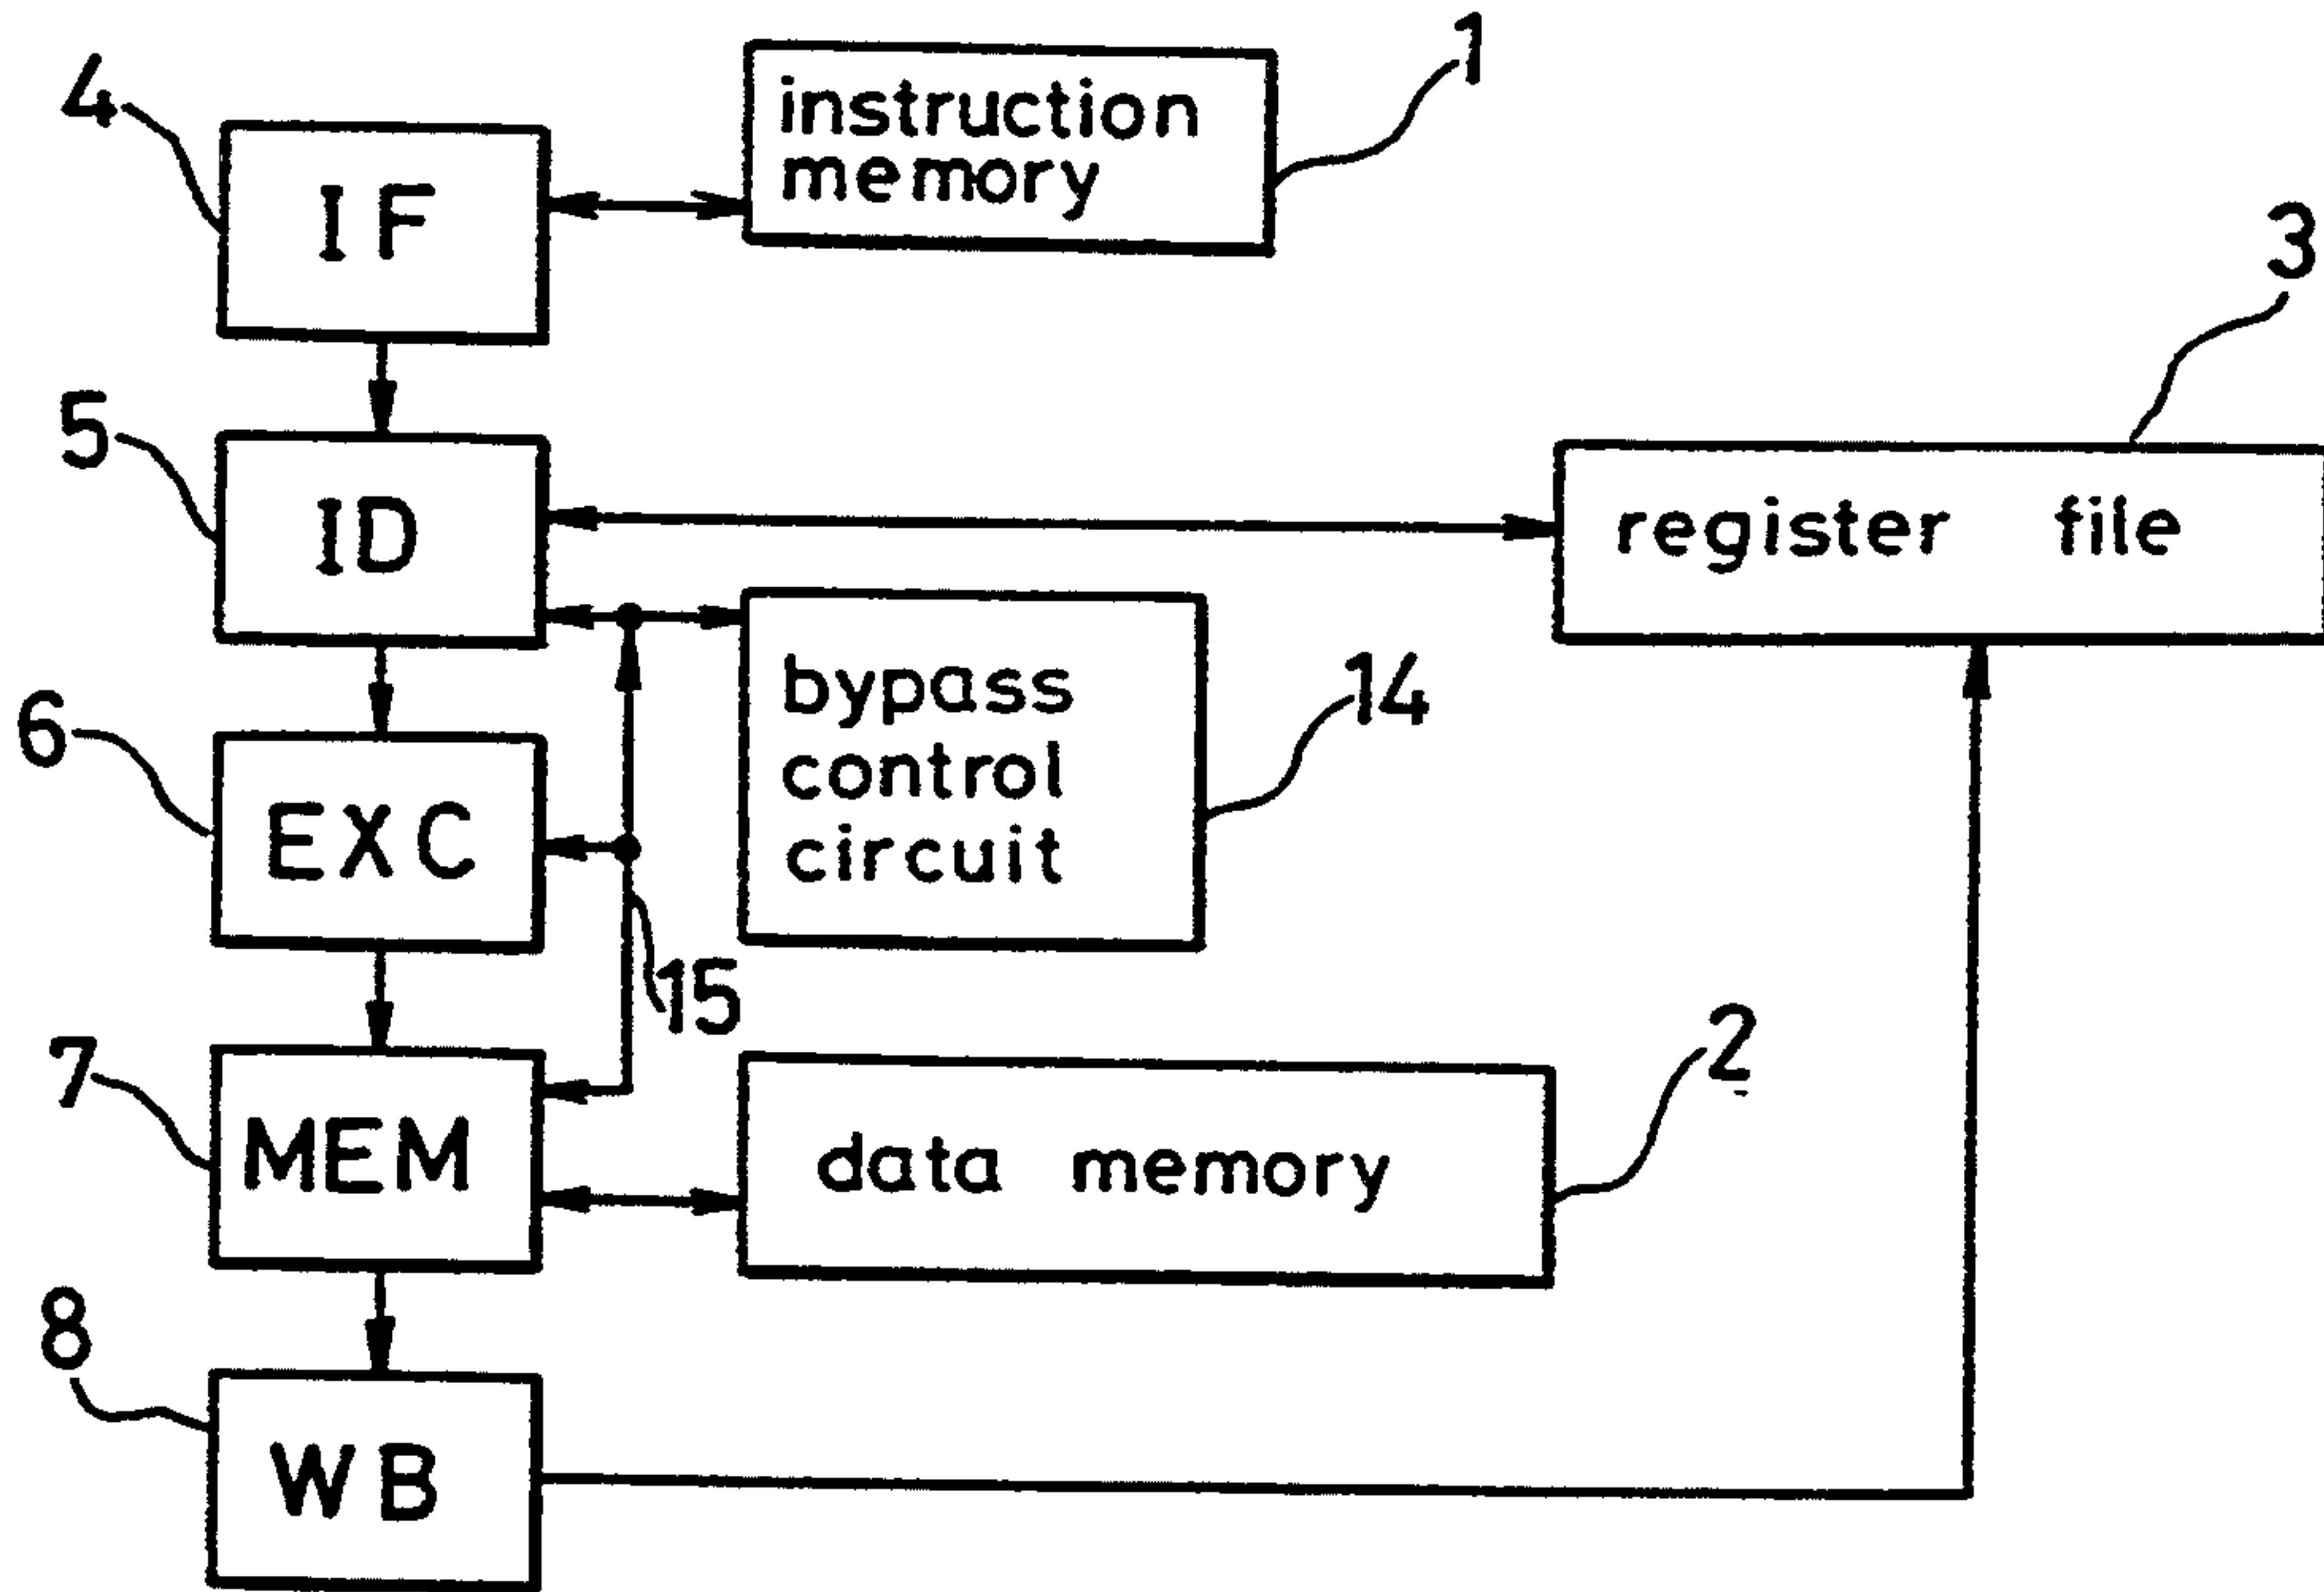 1
instruction
memory
4
IF
3
5
ID
register file
bypass
control
circuit
14
6
EXC
15
2
7
MEM
data memory
8
WB